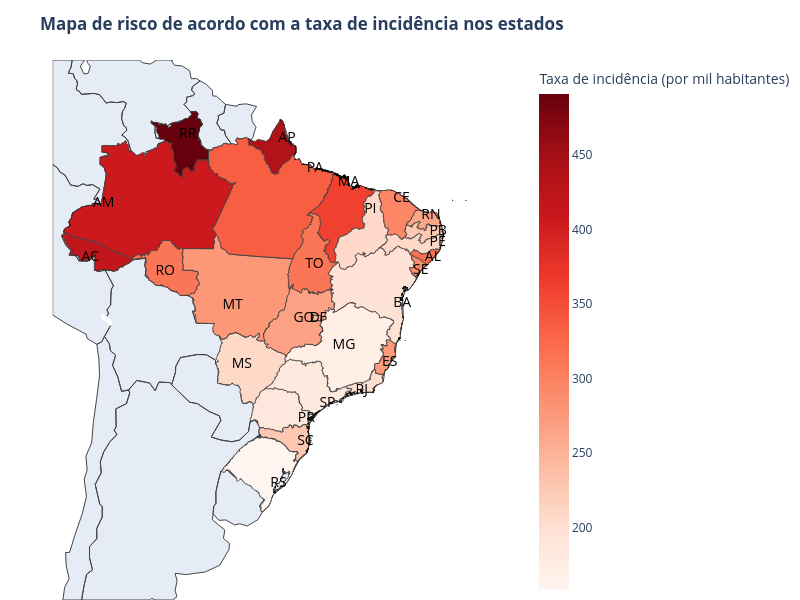 Mapa de risco de acordo com a taxa de incidência nos estados
Taxa de incidência (por mil habitantes)
RR
AP
PA
MA
CE
PI
AM
RN
PB
PE
AC
AL
RO
TO
SE
MT
GO
DF
BA
MG
MS
ES
RJ
SP
PR
SC
RS
450
400
350
300
250
200